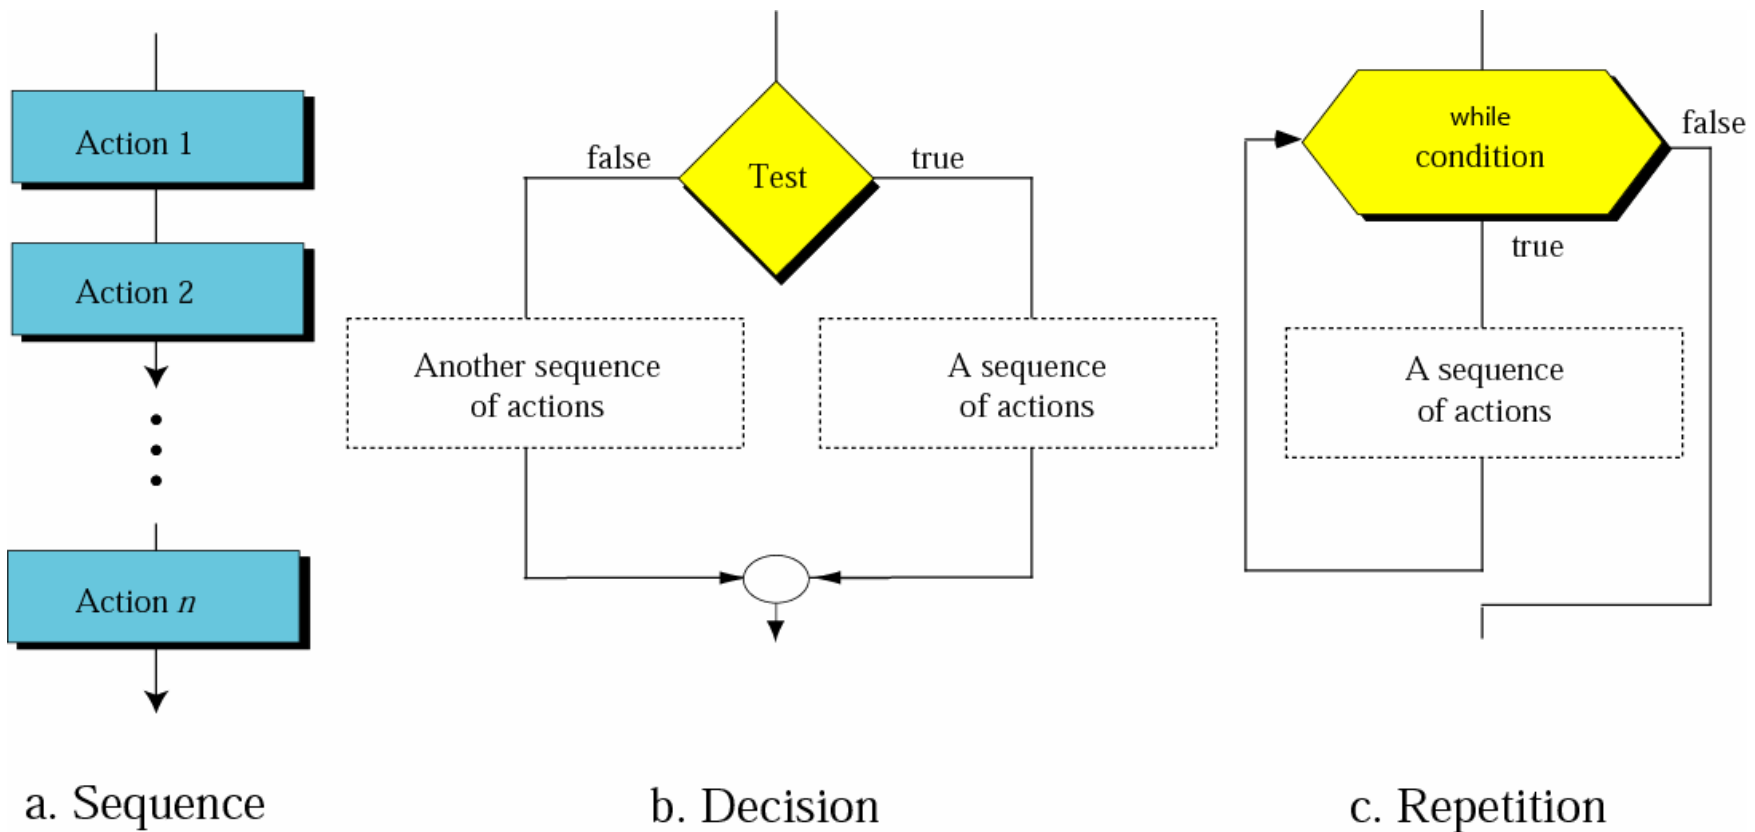 Action 1
Action 2
Action n
a. Sequence
false
true
Test
Another sequence
of actions
A sequence
of actions
b. Decision
while
condition
false
true
A sequence
of actions
c. Repetition